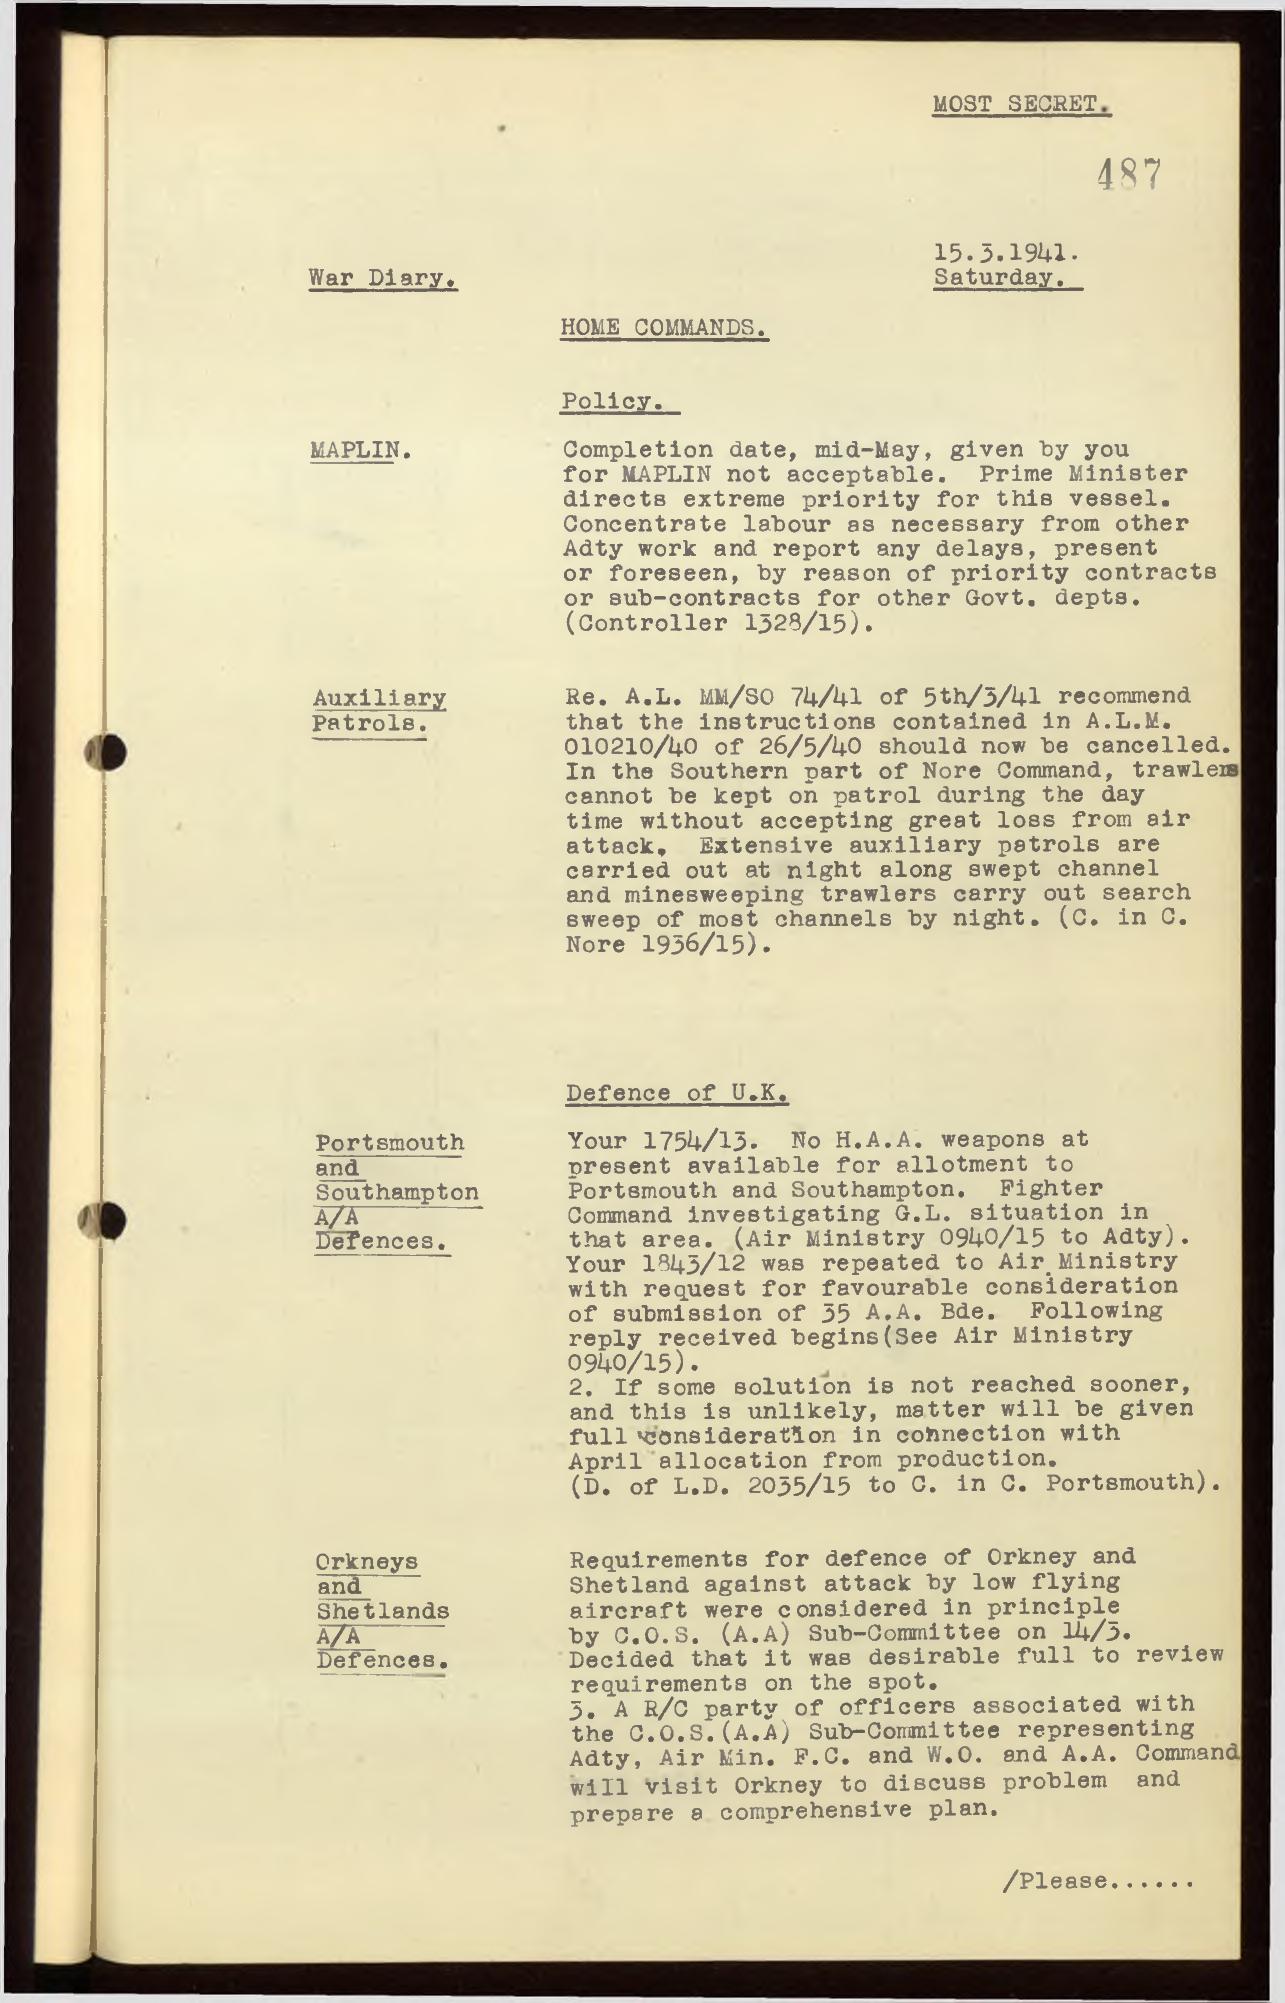 MOST SECRET.
487
15.3.1941.
War Diary.
Saturday.
HOME COMMANDS.
Policy.
MAPLIN.
Completion date, mid-May, given by you
for MAPLIN not acceptable. Prime Minister
directs extreme priority for this vessel.
Concentrate labour as necessary from other
Adty work and report any delays, present
or foreseen, by reason of priority contracts
or sub-contracts for other Govt. depts.
(Controller 1328/15).
Auxiliary
Patrols.
Re. A.L. MM/SO 74/41 of 5th/3/41 recommend
that the instructions contained in A.L.M.
010210/40 of 26/5/40 should now be cancelled.
In the Southern part of Nore Command, trawlers
cannot be kept on patrol during the day
time without accepting great loss from air
attack. Extensive auxiliary patrols are
carried out at night along swept channel
and minesweeping trawlers carry out search
sweep of most channels by night. (C. in C.
Nore 1936/15).
Defence of U.K.
Portsmouth
and
Southampton
A/A
Defences.
Your 1754/13. No H.A.A. weapons at
present available for allotment to
Portsmouth and Southampton. Fighter
Command investigating G.L. situation in
that area. (Air Ministry 0940/15 to Adty).
Your 1843/12 was repeated to Air Ministry
with request for favourable consideration
of submission of 35 A.A. Bde. Following
reply received begins(See Air Ministry
0940/15).
2. If some solution is not reached sooner,
and this is unlikely, matter will be given
full consideration in connection with
April allocation from production.
(D. of L.D. 2035/15 to C. in C. Portsmouth).
Orkneys
and
Shetlands
A/A
Defences.
Requirements for defence of Orkney and
Shetland against attack by low flying
aircraft were considered in principle
by C.O.S. (A.A) Sub-Committee on 14/3.
Decided that it was desirable full to review
requirements on the spot.
3. A R/C party of officers associated with
the C.O.S.(A.A) Sub-Committee representing
Adty, Air Min. F.C. and W.O. and A.A. Command
will visit Orkney to discuss problem and
prepare a comprehensive plan.
/Please......